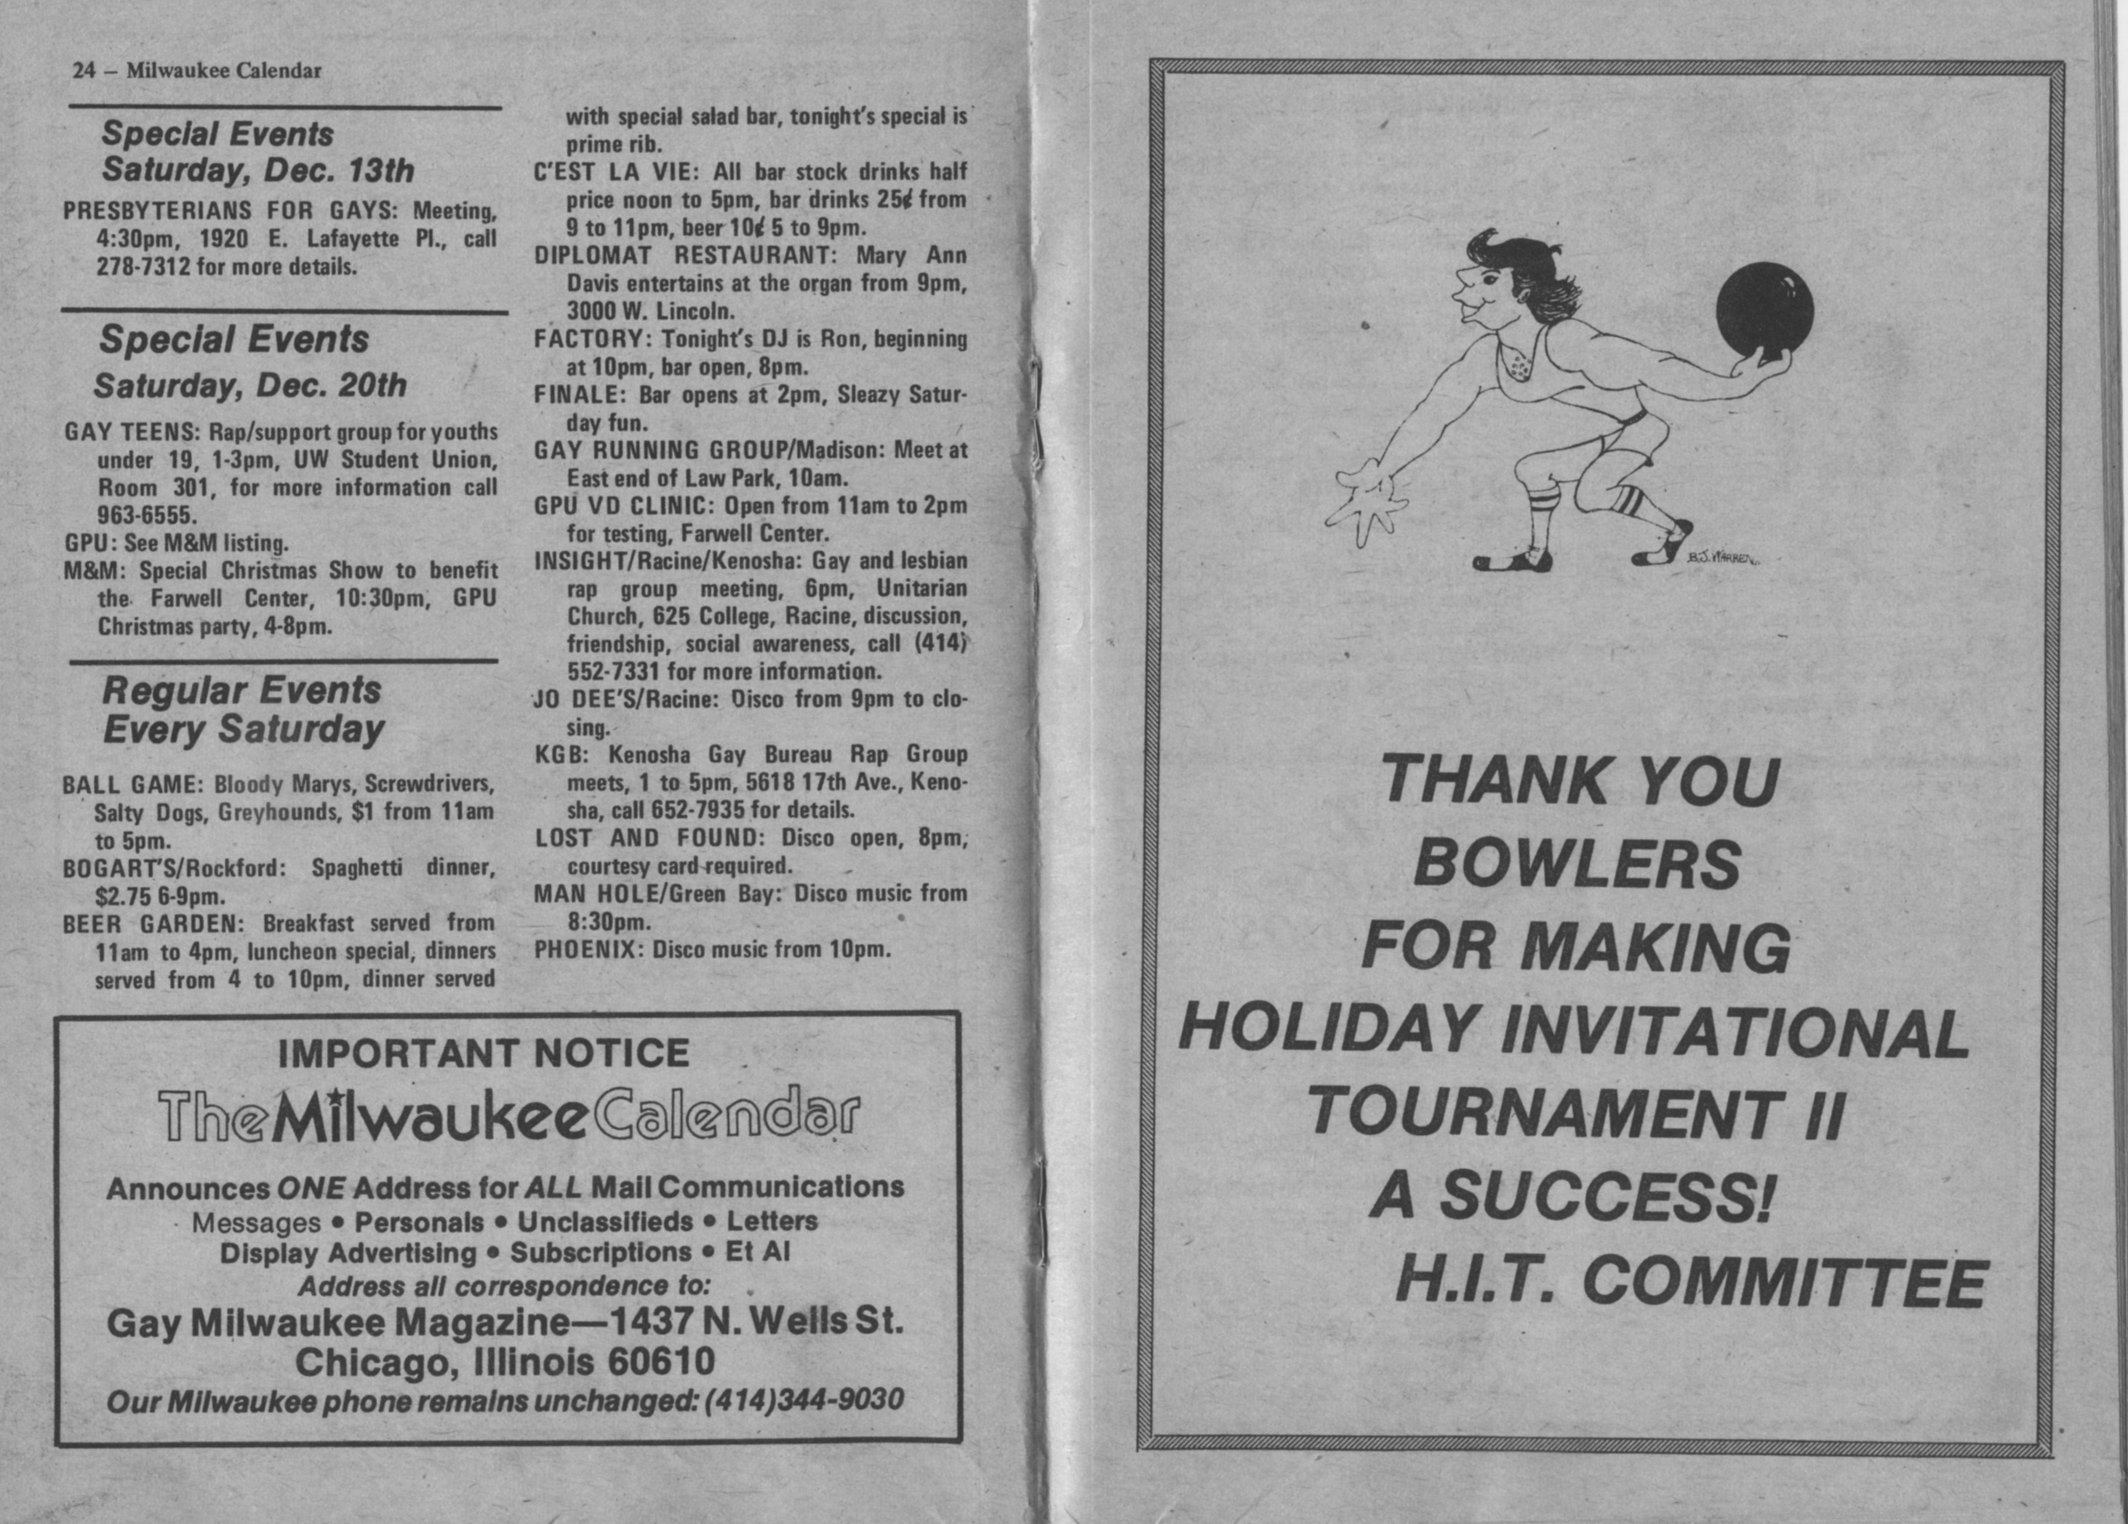 24 – Milwaukee Calendar
Special Events
Saturday, Dec. 13th
PRESBYTERIANS FOR GAYS: Meeting,
4:30pm, 1920 E. Lafayette Pl., call
278-7312 for more details.
Special Events
Saturday, Dec. 20th
GAY TEENS: Rap/support group for youths
under 19, 1-3pm, UW Student Union,
Room 301, for more information call
963-6555.
GPU: See M&M listing.
M&M: Special Christmas Show to benefit
the Farwell Center, 10:30pm, GPU
Christmas party, 4-8pm.
Regular Events
Every Saturday
BALL GAME: Bloody Marys, Screwdrivers,
Salty Dogs, Greyhounds, $1 from 11am
to 5pm.
BOGART'S/Rockford: Spaghetti dinner,
$2.75 6-9pm.
BEER GARDEN: Breakfast served from
11am to 4pm, luncheon special, dinners
served from 4 to 10pm, dinner served
with special salad bar, tonight's special is
prime rib.
C'EST LA VIE: All bar stock drinks half
price noon to 5pm, bar drinks 25¢ from
9 to 11pm, beer 10¢ 5 to 9pm.
DIPLOMAT RESTAURANT: Mary Ann
Davis entertains at the organ from 9pm,
3000 W. Lincoln.
FACTORY: Tonight's DJ is Ron, beginning
at 10pm, bar open, 8pm.
FINALE: Bar opens at 2pm, Sleazy Satur-
day fun.
GAY RUNNING GROUP/Madison: Meet at
East end of Law Park, 10am.
GPU VD CLINIC: Open from 11am to 2pm
for testing, Farwell Center.
INSIGHT/Racine/Kenosha: Gay and lesbian
rap group meeting, 6pm, Unitarian
Church, 625 College, Racine, discussion,
friendship, social awareness, call (414)
552-7331 for more information.
JO DEE'S/Racine: Disco from 9pm to clo-
sing.
KGB: Kenosha Gay Bureau Rap Group
meets, 1 to 5pm, 5618 17th Ave., Keno-
sha, call 652-7935 for details.
LOST AND FOUND: Disco open, 8pm,
courtesy card required.
MAN HOLE/Green Bay: Disco music from
8:30pm.
PHOENIX: Disco music from 10pm.
IMPORTANT NOTICE
The Milwaukee Calendar
Announces ONE Address for ALL Mail Communications
Messages • Personals • Unclassifieds • Letters
Display Advertising • Subscriptions • Et Al
Address all correspondence to:
Gay Milwaukee Magazine—1437 N. Wells St.
Chicago, Illinois 60610
Our Milwaukee phone remains unchanged: (414)344-9030
B.J. WARREN
THANK YOU
BOWLERS
FOR MAKING
HOLIDAY INVITATIONAL
TOURNAMENT II
A SUCCESS!
H.I.T. COMMITTEE